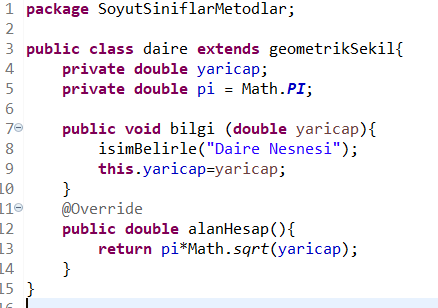 1 package SoyutSiniflarMetodlar;
2
3 public class daire extends geometrikSekil{
4     private double yaricap;
5     private double pi = Math.PI;
6
7     public void bilgi (double yaricap){
8         isimBelirle("Daire Nesnesi");
9         this.yaricap=yaricap;
10     }
11     @Override
12     public double alanHesap(){
13         return pi*Math.sqrt(yaricap);
14     }
15 }